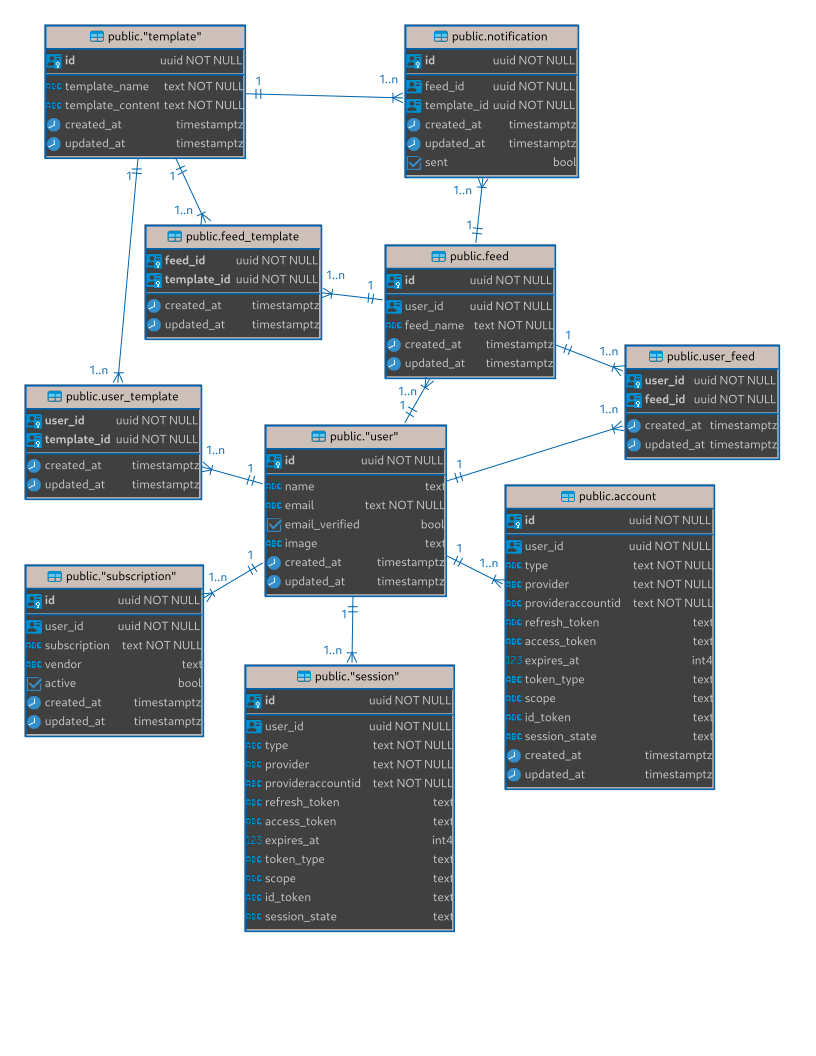 public."template"
id uuid NOT NULL
template_name text NOT NULL
template_content text NOT NULL
created_at timestamptz
updated_at timestamptz
1
1..n
public.notification
id uuid NOT NULL
feed_id uuid NOT NULL
template_id uuid NOT NULL
created_at timestamptz
updated_at timestamptz
sent bool
1
1
1..n
1..n
1
public.feed_template
feed_id uuid NOT NULL
template_id uuid NOT NULL
created_at timestamptz
updated_at timestamptz
1..n
1
public.feed
id uuid NOT NULL
user_id uuid NOT NULL
feed_name text NOT NULL
created_at timestamptz
updated_at timestamptz
1
1..n
public.user_feed
user_id uuid NOT NULL
feed_id uuid NOT NULL
created_at timestamptz
updated_at timestamptz
1..n
1..n
1..n
1
public.user_template
user_id uuid NOT NULL
template_id uuid NOT NULL
created_at timestamptz
updated_at timestamptz
1..n
1
1
public."user"
id uuid NOT NULL
name text
email text NOT NULL
email_verified bool
image text
created_at timestamptz
updated_at timestamptz
1
1..n
public.account
id uuid NOT NULL
user_id uuid NOT NULL
type text NOT NULL
provider text NOT NULL
provideraccountid text NOT NULL
refresh_token text
access_token text
123 expires_at int4
token_type text
scope text
id_token text
session_state text
created_at timestamptz
updated_at timestamptz
1
1..n
public."subscription"
id uuid NOT NULL
user_id uuid NOT NULL
subscription text NOT NULL
vendor text
active bool
created_at timestamptz
updated_at timestamptz
1
1..n
public."session"
id uuid NOT NULL
user_id uuid NOT NULL
type text NOT NULL
provider text NOT NULL
provideraccountid text NOT NULL
refresh_token text
access_token text
123 expires_at int4
token_type text
scope text
id_token text
session_state text